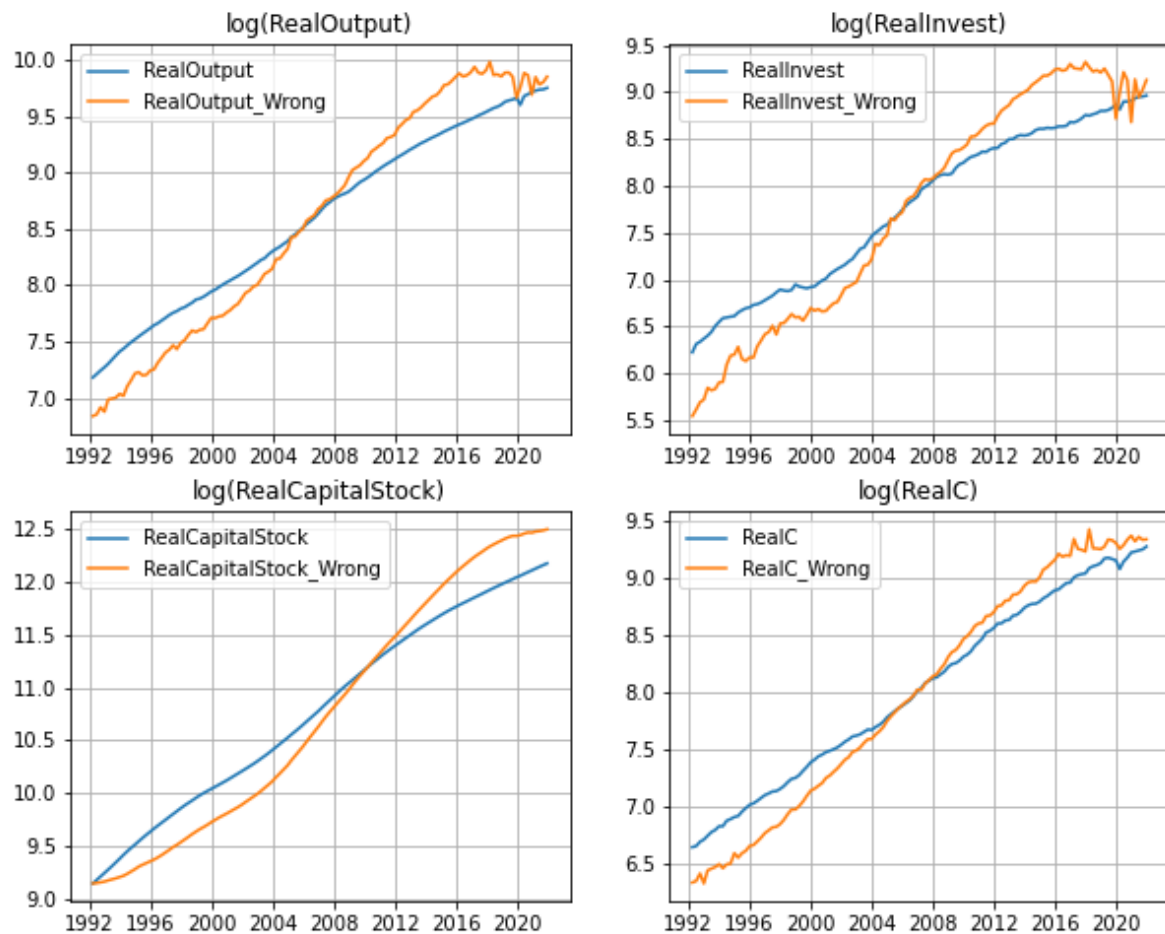 log(RealOutput)
RealOutput
RealOutput_Wrong
10.0
9.5
9.0
8.5
8.0
7.5
7.0
1992 1996 2000 2004 2008 2012 2016 2020
log(RealInvest)
RealInvest
RealInvest_Wrong
9.5
9.0
8.5
8.0
7.5
7.0
6.5
6.0
5.5
1992 1996 2000 2004 2008 2012 2016 2020
log(RealCapitalStock)
RealCapitalStock
RealCapitalStock_Wrong
12.5
12.0
11.5
11.0
10.5
10.0
9.5
9.0
1992 1996 2000 2004 2008 2012 2016 2020
log(RealC)
RealC
RealC_Wrong
9.5
9.0
8.5
8.0
7.5
7.0
6.5
1992 1996 2000 2004 2008 2012 2016 2020